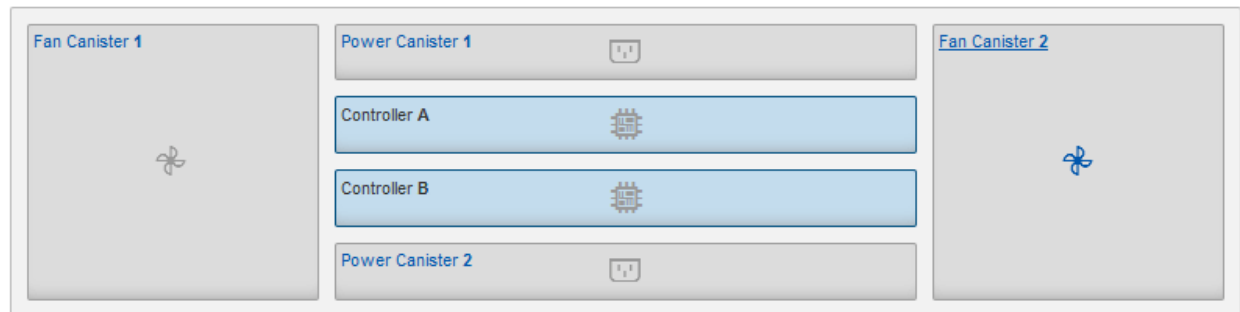 Fan Canister 1
Power Canister 1
Controller A
Controller B
Power Canister 2
Fan Canister 2